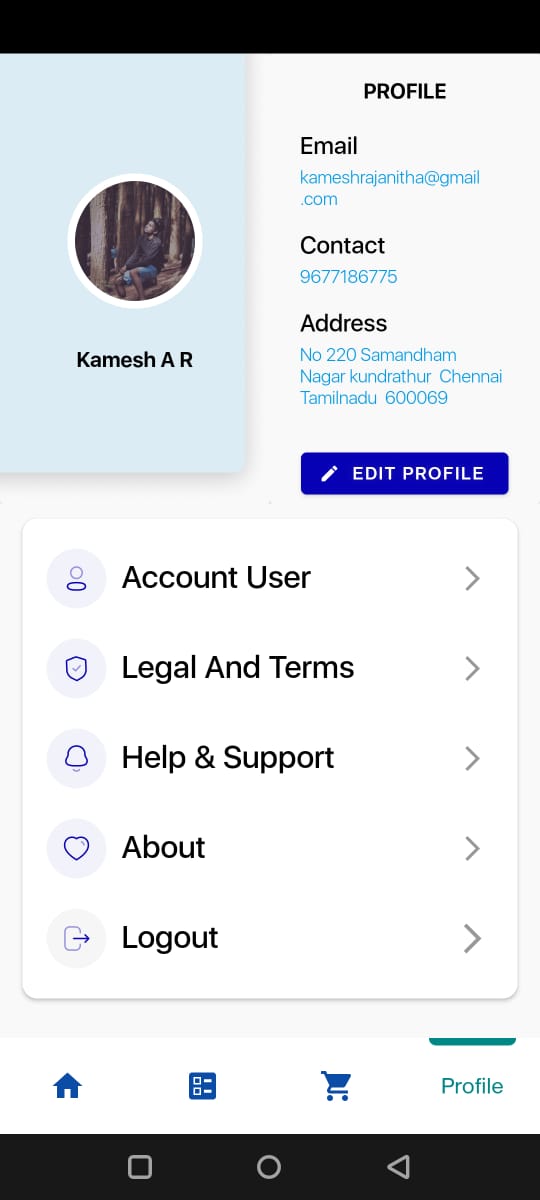 PROFILE
Email
kameshrajanitha@gmail
.com
Contact
9677186775
Address
No 220 Samandham
Nagar kundrathur  Chennai
Tamilnadu  600069
Kamesh A R
EDIT PROFILE
Account User
Legal And Terms
Help & Support
About
Logout
Profile